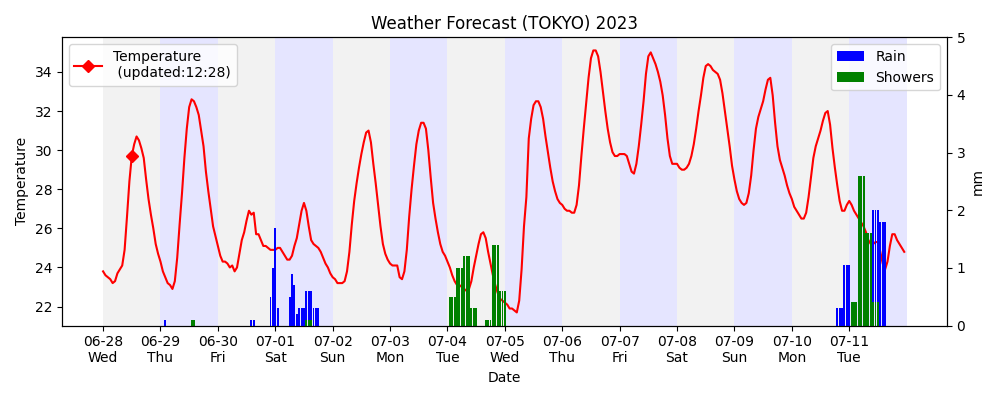 Weather Forecast (TOKYO) 2023
Temperature
(updated:12:28)
Rain
Showers
Temperature
34
32
30
28
26
24
22
5
4
3
2
1
0
mm
06-28 06-29 06-30 07-01 07-02 07-03 07-04 07-05 07-06 07-07 07-08 07-09 07-10 07-11
Wed Thu Fri Sat Sun Mon Tue Wed Thu Fri Sat Sun Mon Tue
Date